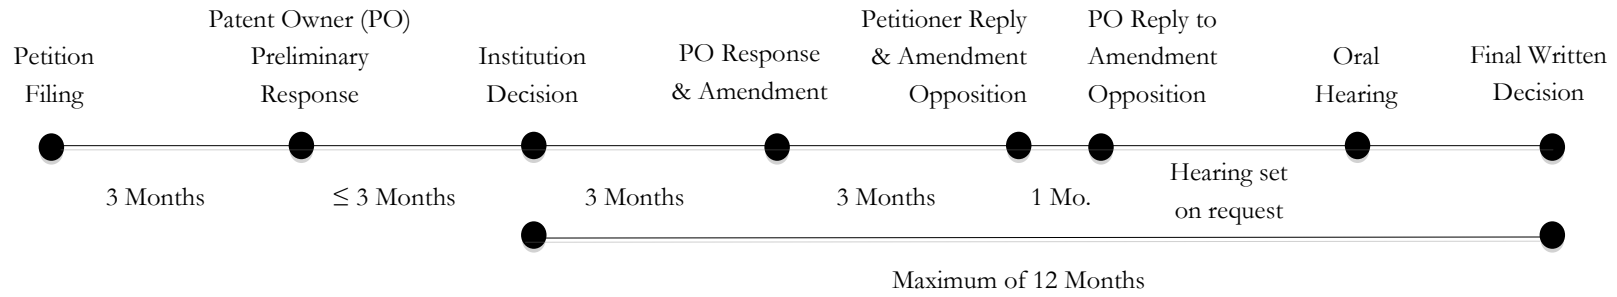 Petition
Filing
Patent Owner (PO)
Preliminary
Response
Institution
Decision
PO Response
& Amendment
Petitioner Reply
& Amendment
Opposition
PO Reply to
Amendment
Opposition
Oral
Hearing
Final Written
Decision
3 Months
≤ 3 Months
3 Months
3 Months
1 Mo.
Hearing set
on request
Maximum of 12 Months